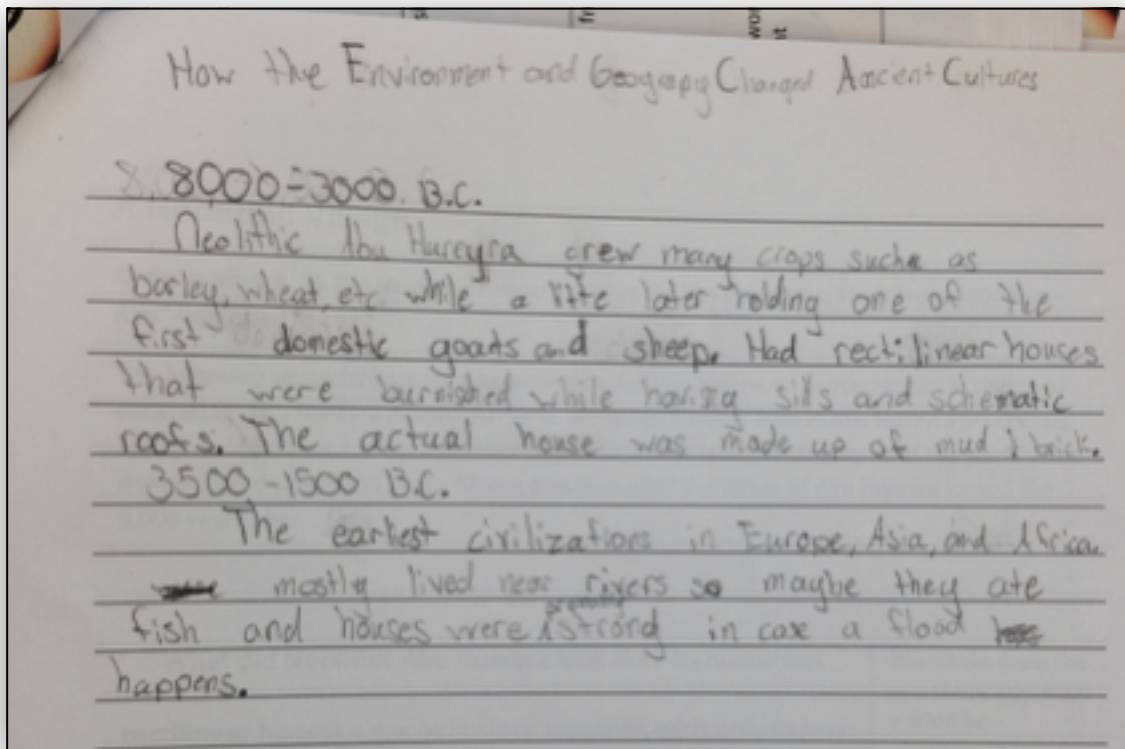 How the Environment and Geograpy Changed Ancient Cultures
8000-3000 B.C.
Neolithic Abu Hureyra grew many crops such as
barley, wheat, etc while a litte later holding one of the
first domestic goats and sheep. Had rectilinear houses
that were burnished while having sills and schematic
roofs. The actual house was made up of mud brick.
3500-1500 B.C.
The earliest civilizations in Europe, Asia, and Africa
mostly lived near rivers so maybe they ate
fish and houses were strong in case a flood
happens.